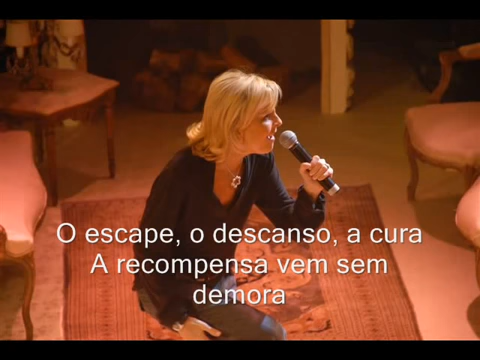 O escape, o descanso, a cura
A recompensa vem sem
demora